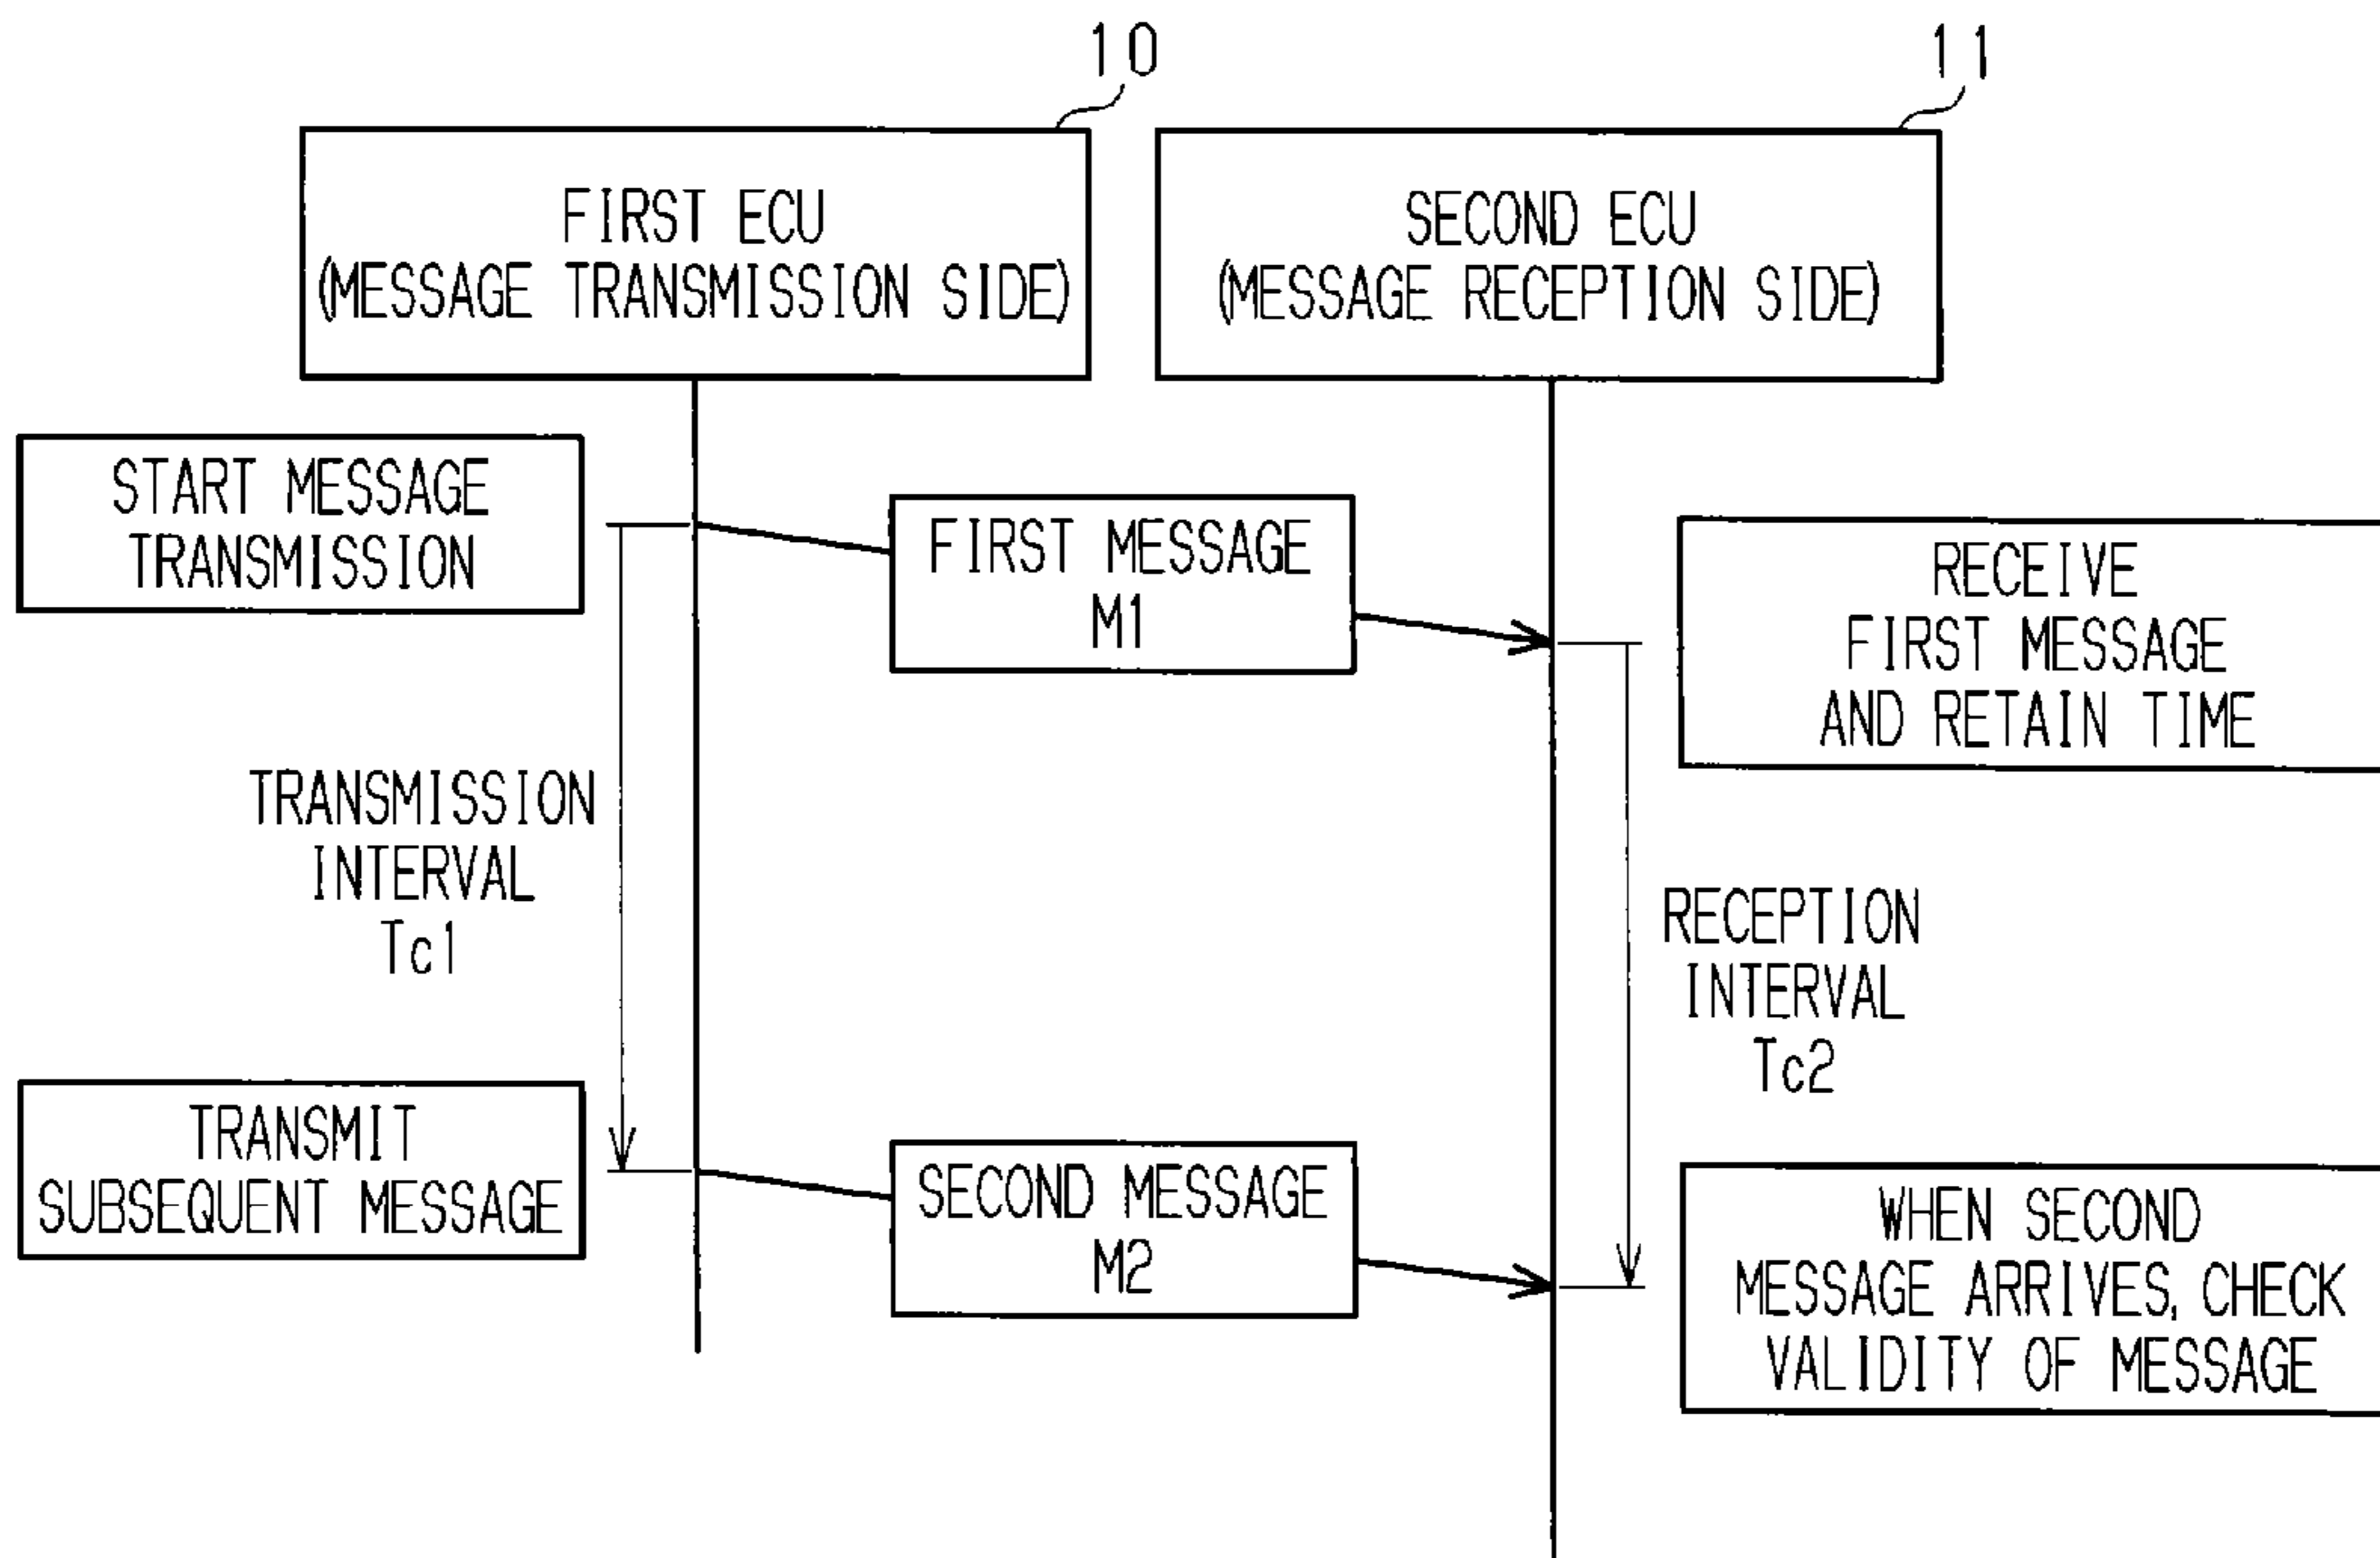 10
11
FIRST ECU
(MESSAGE TRANSMISSION SIDE)
SECOND ECU
(MESSAGE RECEPTION SIDE)
START MESSAGE
TRANSMISSION
FIRST MESSAGE
M1
RECEIVE
FIRST MESSAGE
AND RETAIN TIME
TRANSMISSION
INTERVAL
Tc1
RECEPTION
INTERVAL
Tc2
TRANSMIT
SUBSEQUENT MESSAGE
SECOND MESSAGE
M2
WHEN SECOND
MESSAGE ARRIVES, CHECK
VALIDITY OF MESSAGE